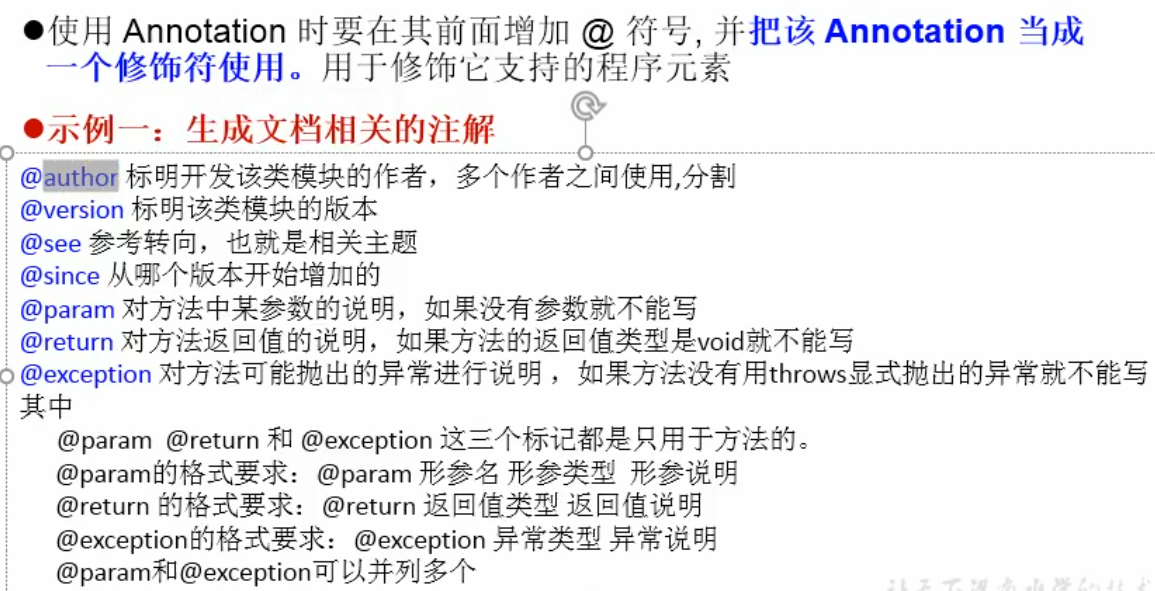 ●使用 Annotation 时要在其前面增加 @ 符号, 并把该 Annotation 当成
一个修饰符使用。用于修饰它支持的程序元素
●示例一：生成文档相关的注解
@author 标明开发该类模块的作者，多个作者之间使用,分割
@version 标明该类模块的版本
@see 参考转向，也就是相关主题
@since 从哪个版本开始增加的
@param 对方法中某参数的说明，如果没有参数就不能写
@return 对方法返回值的说明，如果方法的返回值类型是void就不能写
@exception 对方法可能抛出的异常进行说明 ，如果方法没有用throws显式抛出的异常就不能写
其中
@param @return 和 @exception 这三个标记都是只用于方法的。
@param的格式要求：@param 形参名 形参类型 形参说明
@return 的格式要求：@return 返回值类型 返回值说明
@exception的格式要求：@exception 异常类型 异常说明
@param和@exception可以并列多个